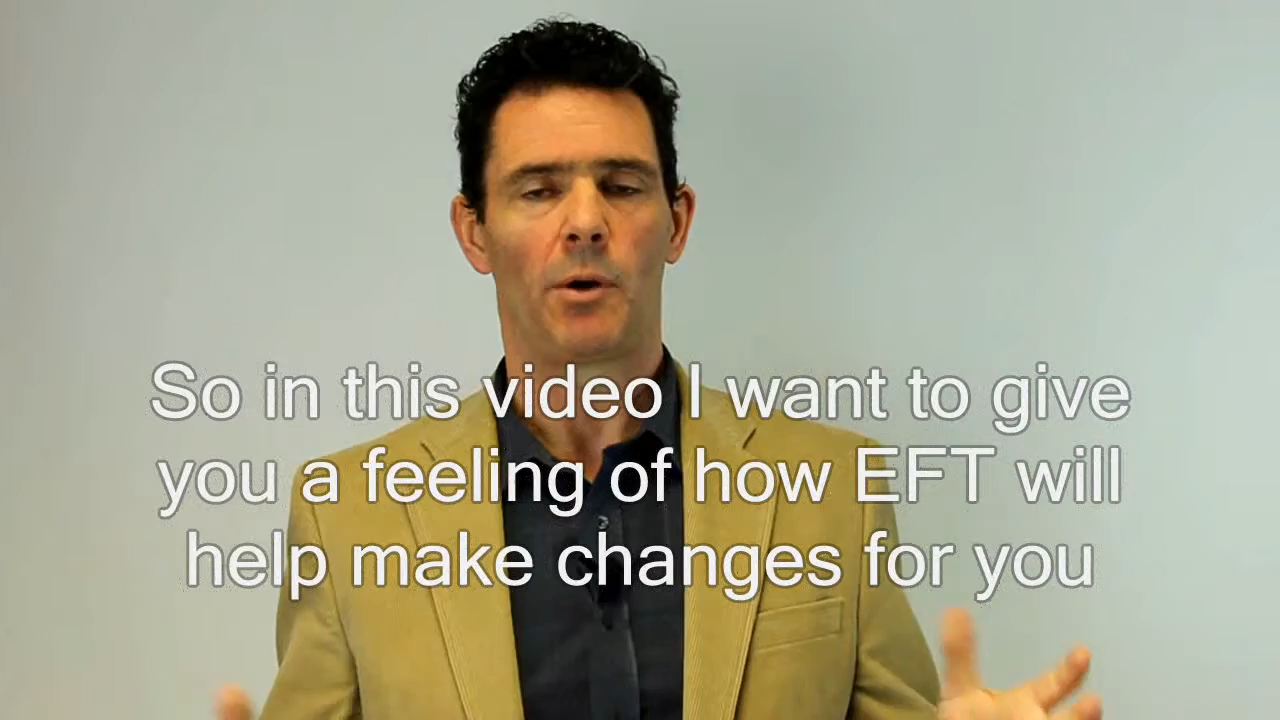 So in this video I want to give
you a feeling of how EFT will
help make changes for you